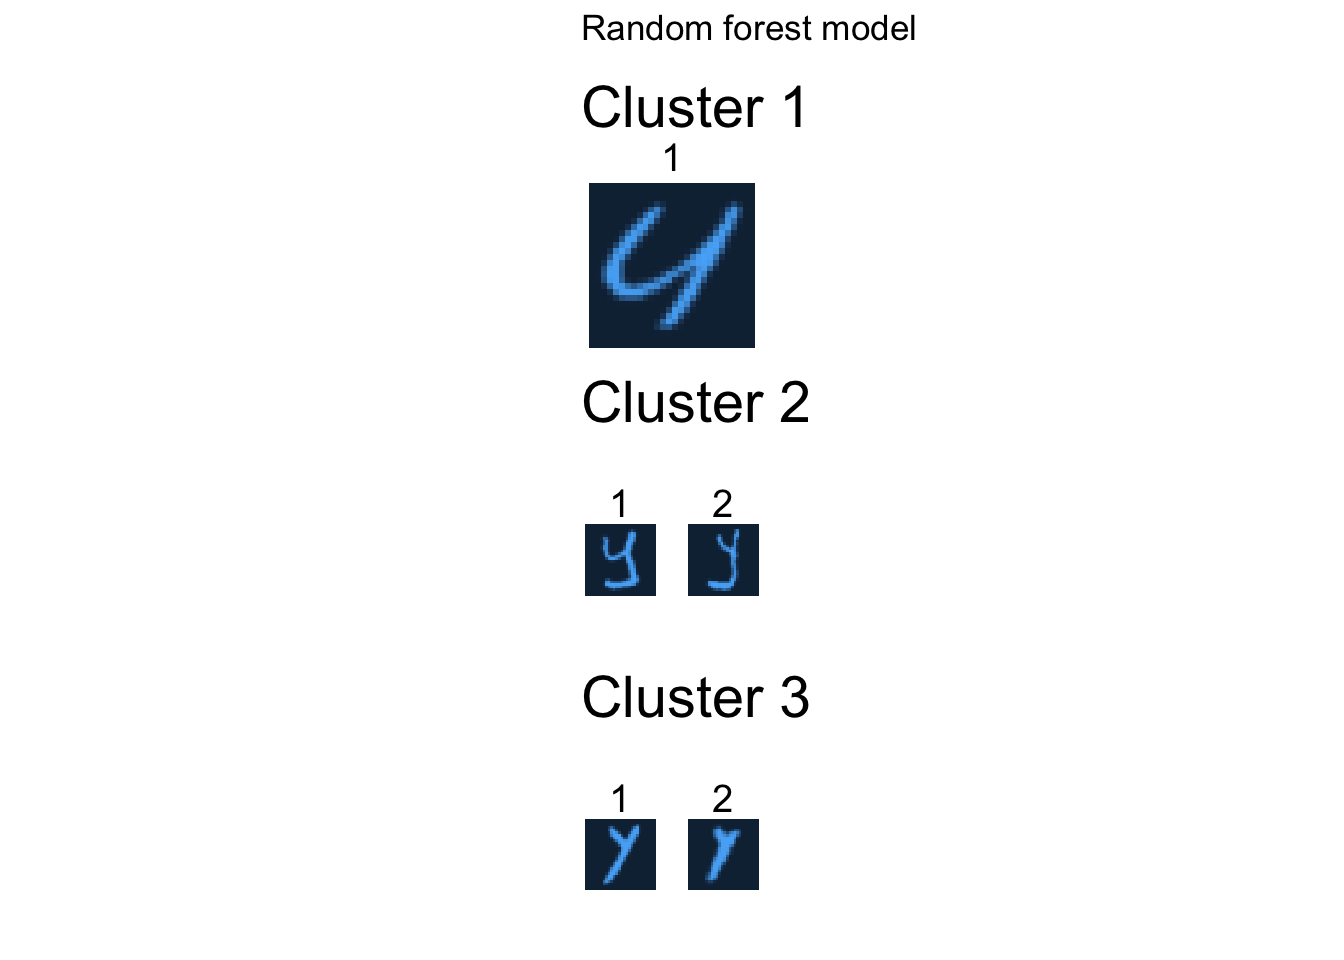 Random forest model
Cluster 1
1
y
Cluster 2
1 2
y y
Cluster 3
1 2
y y